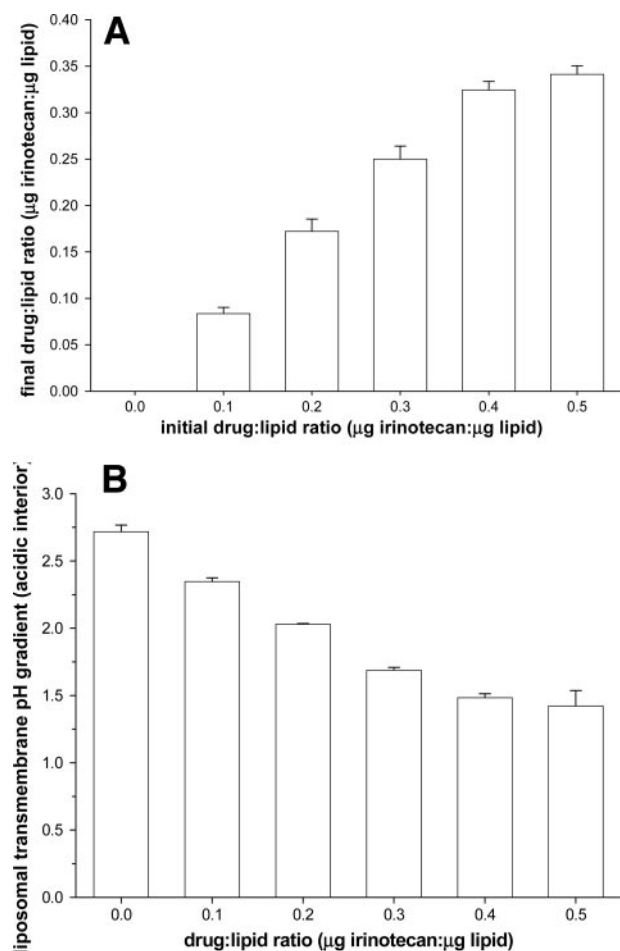 A
final drug:lipid ratio (µg irinotecan:µg lipid)
0.40
0.35
0.30
0.25
0.20
0.15
0.10
0.05
0.00
0.0 0.1 0.2 0.3 0.4 0.5
initial drug:lipid ratio (µg irinotecan:µg lipid)
B
iposomal transmembrane pH gradient (acidic interior)
3.0
2.5
2.0
1.5
1.0
0.5
0.0
0.0 0.1 0.2 0.3 0.4 0.5
drug:lipid ratio (µg irinotecan:µg lipid)